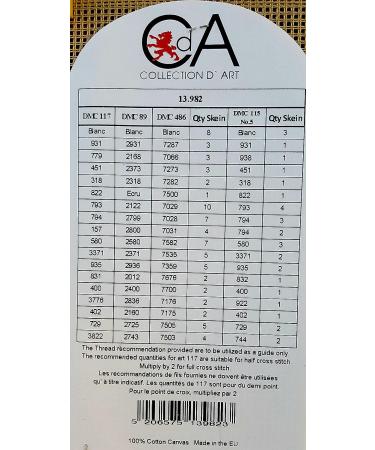 CdA
COLLECTION D' ART
13.982
DMC 117 DMC 89 DMC 486 Qty Skein DMC 115 No.5 Qty Skein
Blanc Blanc Blanc 8 Blanc 3
931 2931 7287 3 931 1
779 2168 7066 3 938 1
451 2373 7273 3 451 1
318 2318 7282 2 318 1
822 Ecru 7500 1 822 1
793 2122 7029 10 793 4
794 2799 7028 7 794 3
157 2800 7031 4 794 2
580 2580 7582 7 580 3
3371 2371 7535 5 3371 2
935 2936 7359 5 935 2
831 2012 7676 2 832 1
400 2400 7700 2 400 2
3776 2836 7176 2 922 1
402 2160 7175 2 402 1
729 2725 7505 5 729 2
3822 2743 7503 4 744 2
The Thread recommendation provided are to be utilized as a guide only
The recommended quantities for art 117 are suitable for half cross stitch
Multiply by 2 for full cross stitch.
Les recommendations de fils fournies ne doivent être utilisées
qu' à titre indicatif. Les quantités de 117 sont pour du demi point.
Pour le point de croix, multipliez par 2
5 206575 139823
100% Cotton Canvas Made in the EU